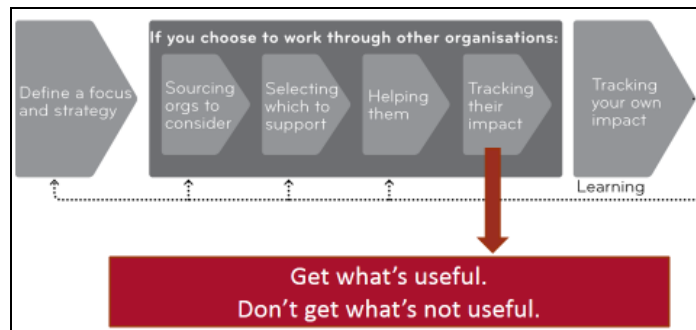 If you choose to work through other organisations:
Define a focus
and strategy
Sourcing
orgs to
consider
Selecting
which to
support
Helping
them
Tracking
their
impact
Tracking
your own
impact
Learning
Get what's useful.
Don't get what's not useful.